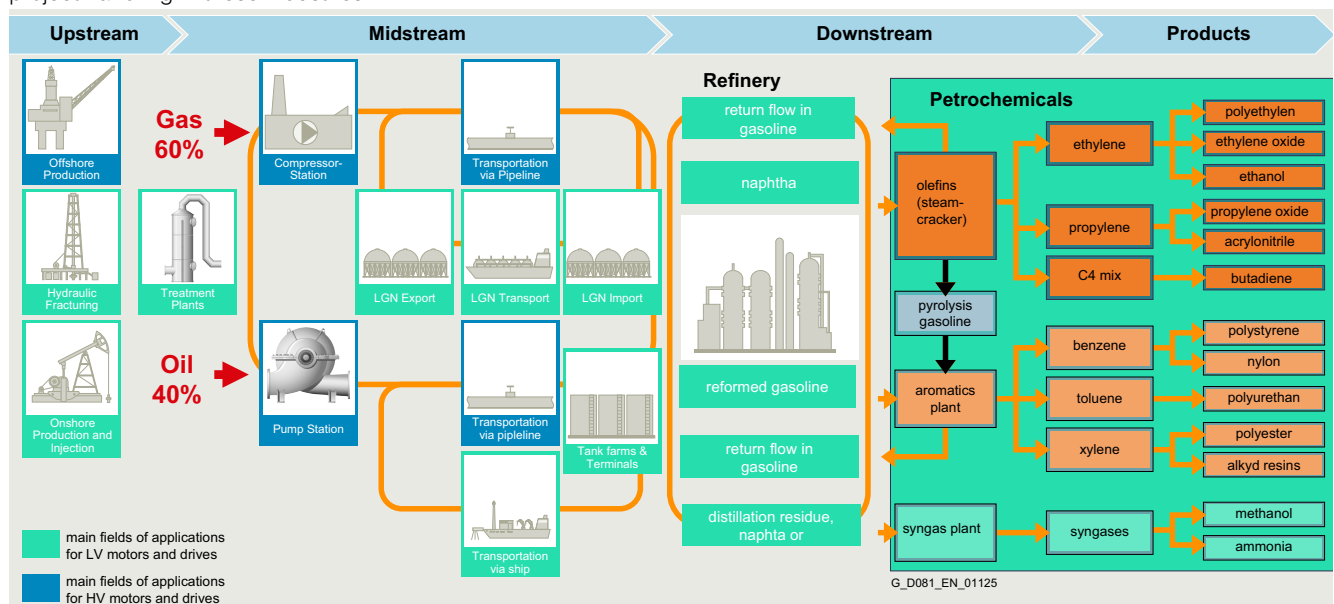 Upstream
Midstream
Downstream
Products
Offshore
Production
Hydraulic
Fracturing
Onshore
Production and
Injection
Treatment
Plants
Gas
60%
Oil
40%
Compressor-
Station
Transportation
via Pipeline
LGN Export
LGN Transport
LGN Import
Pump Station
Transportation
via pipleline
Tank farms &
Terminals
Transportation
via ship
Refinery
return flow in
gasoline
naphtha
reformed gasoline
return flow in
gasoline
distillation residue,
naphta or
Petrochemicals
olefins
(steam-
cracker)
pyrolysis
gasoline
aromatics
plant
syngas plant
ethylene
propylene
C4 mix
benzene
toluene
xylene
syngases
polyethylen
ethylene oxide
ethanol
propylene oxide
acrylonitrile
butadiene
polystyrene
nylon
polyurethan
polyester
alkyd resins
methanol
ammonia
main fields of applications
for LV motors and drives
main fields of applications
for HV motors and drives
G_D081_EN_01125